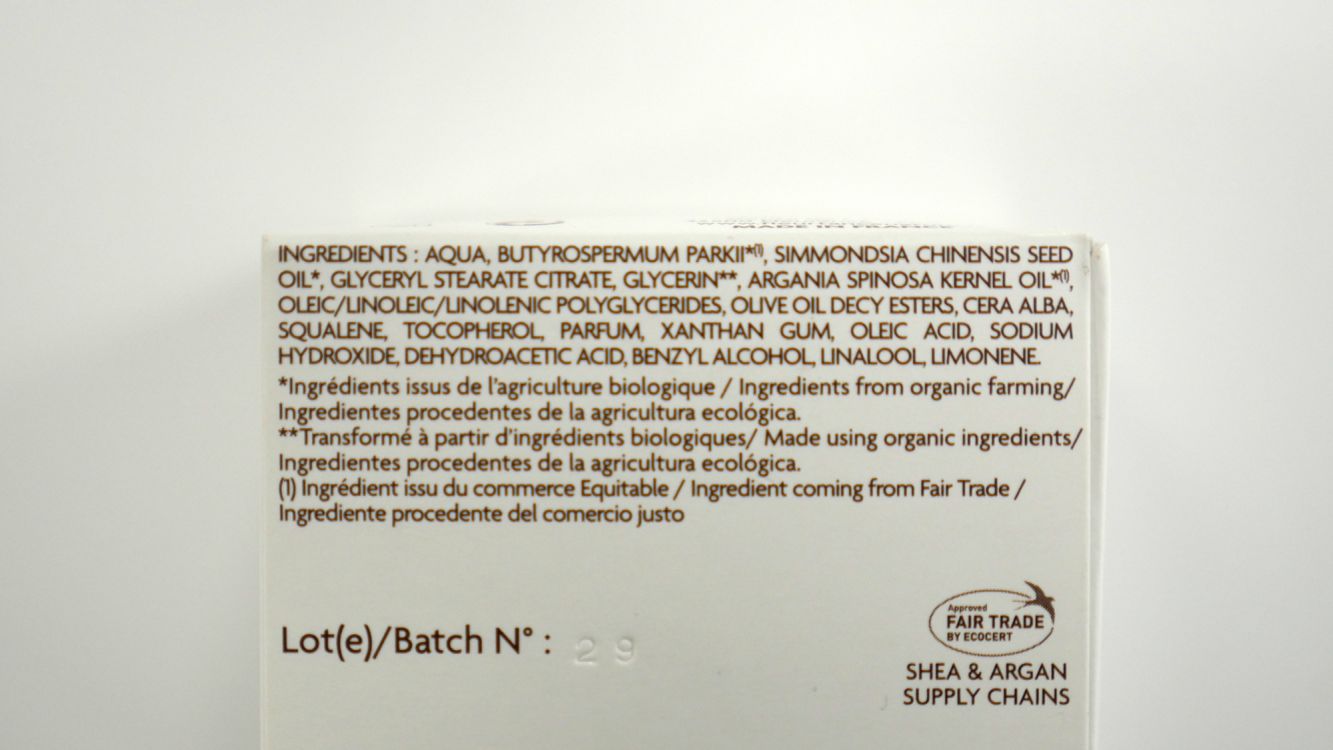 MADE IN FRANCE
INGREDIENTS : AQUA, BUTYROSPERMUM PARKII*(1), SIMMONDSIA CHINENSIS SEED
OIL*, GLYCERYL STEARATE CITRATE, GLYCERIN**, ARGANIA SPINOSA KERNEL OIL*(1),
OLEIC/LINOLEIC/LINOLENIC POLYGLYCERIDES, OLIVE OIL DECY ESTERS, CERA ALBA,
SQUALENE, TOCOPHEROL, PARFUM, XANTHAN GUM, OLEIC ACID, SODIUM
HYDROXIDE, DEHYDROACETIC ACID, BENZYL ALCOHOL, LINALOOL, LIMONENE.
*Ingrédients issus de l'agriculture biologique / Ingredients from organic farming/
Ingredientes procedentes de la agricultura ecológica.
**Transformé à partir d'ingrédients biologiques/ Made using organic ingredients/
Ingredientes procedentes de la agricultura ecológica.
(1) Ingrédient issu du commerce Equitable / Ingredient coming from Fair Trade /
Ingrediente procedente del comercio justo
Lot(e)/Batch N° : 29
Approved
FAIR TRADE
BY ECOCERT
SHEA & ARGAN
SUPPLY CHAINS